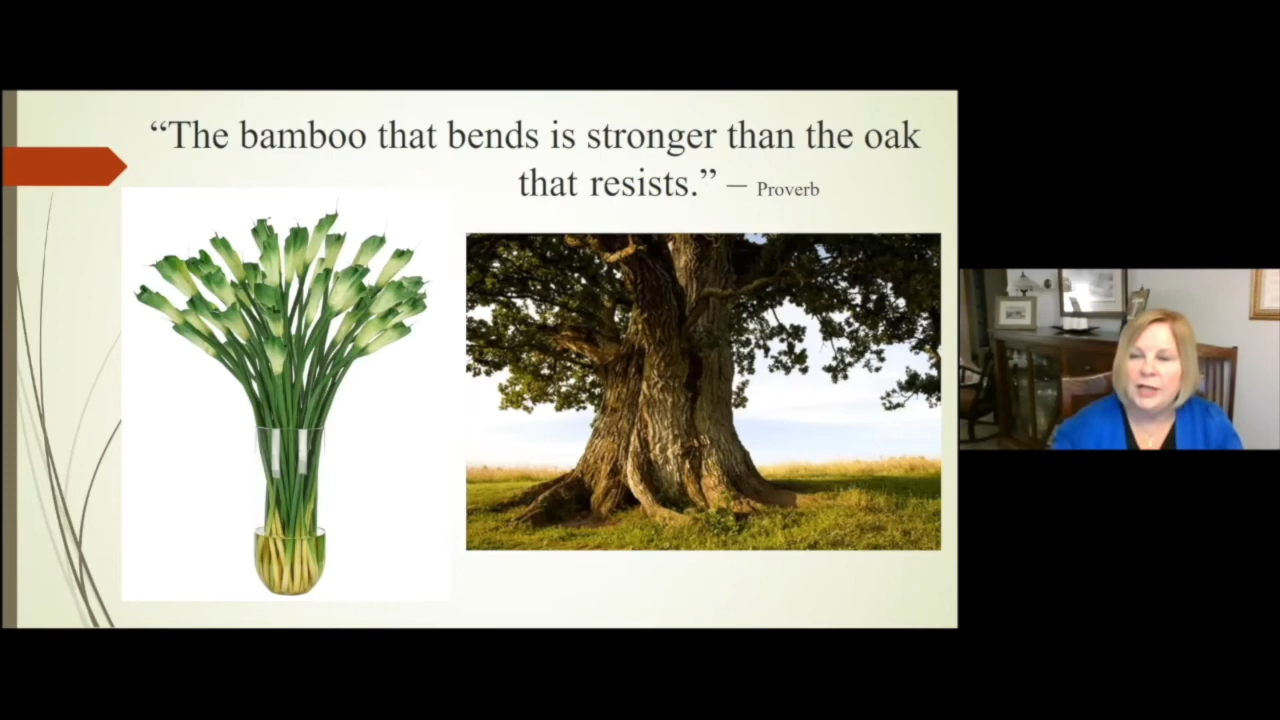 “The bamboo that bends is stronger than the oak
that resists.” – Proverb